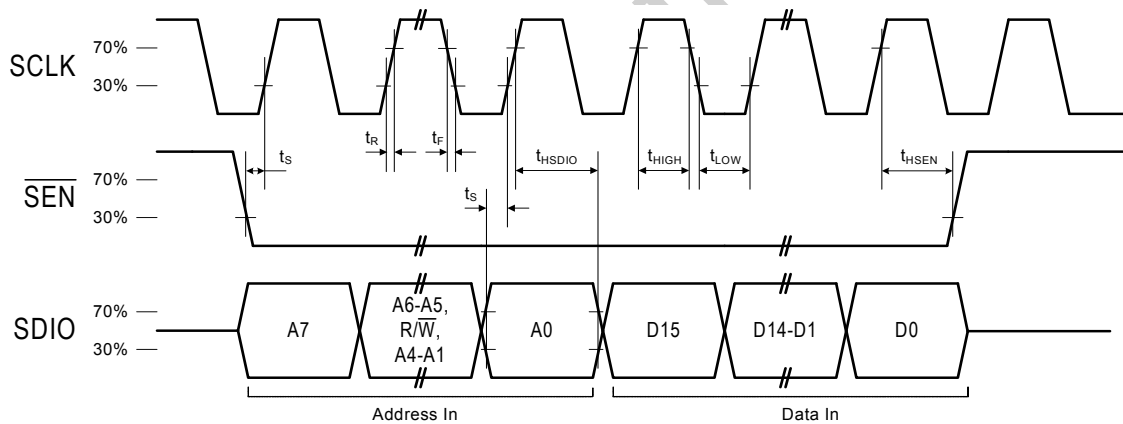 SCLK
70%
30%
tS
tR
tF
tHSDIO
tHIGH
tLOW
tHSEN
SEN
70%
30%
tS
SDIO
70%
30%
A7
A6-A5,
R/W,
A4-A1
A0
D15
D14-D1
D0
Address In
Data In